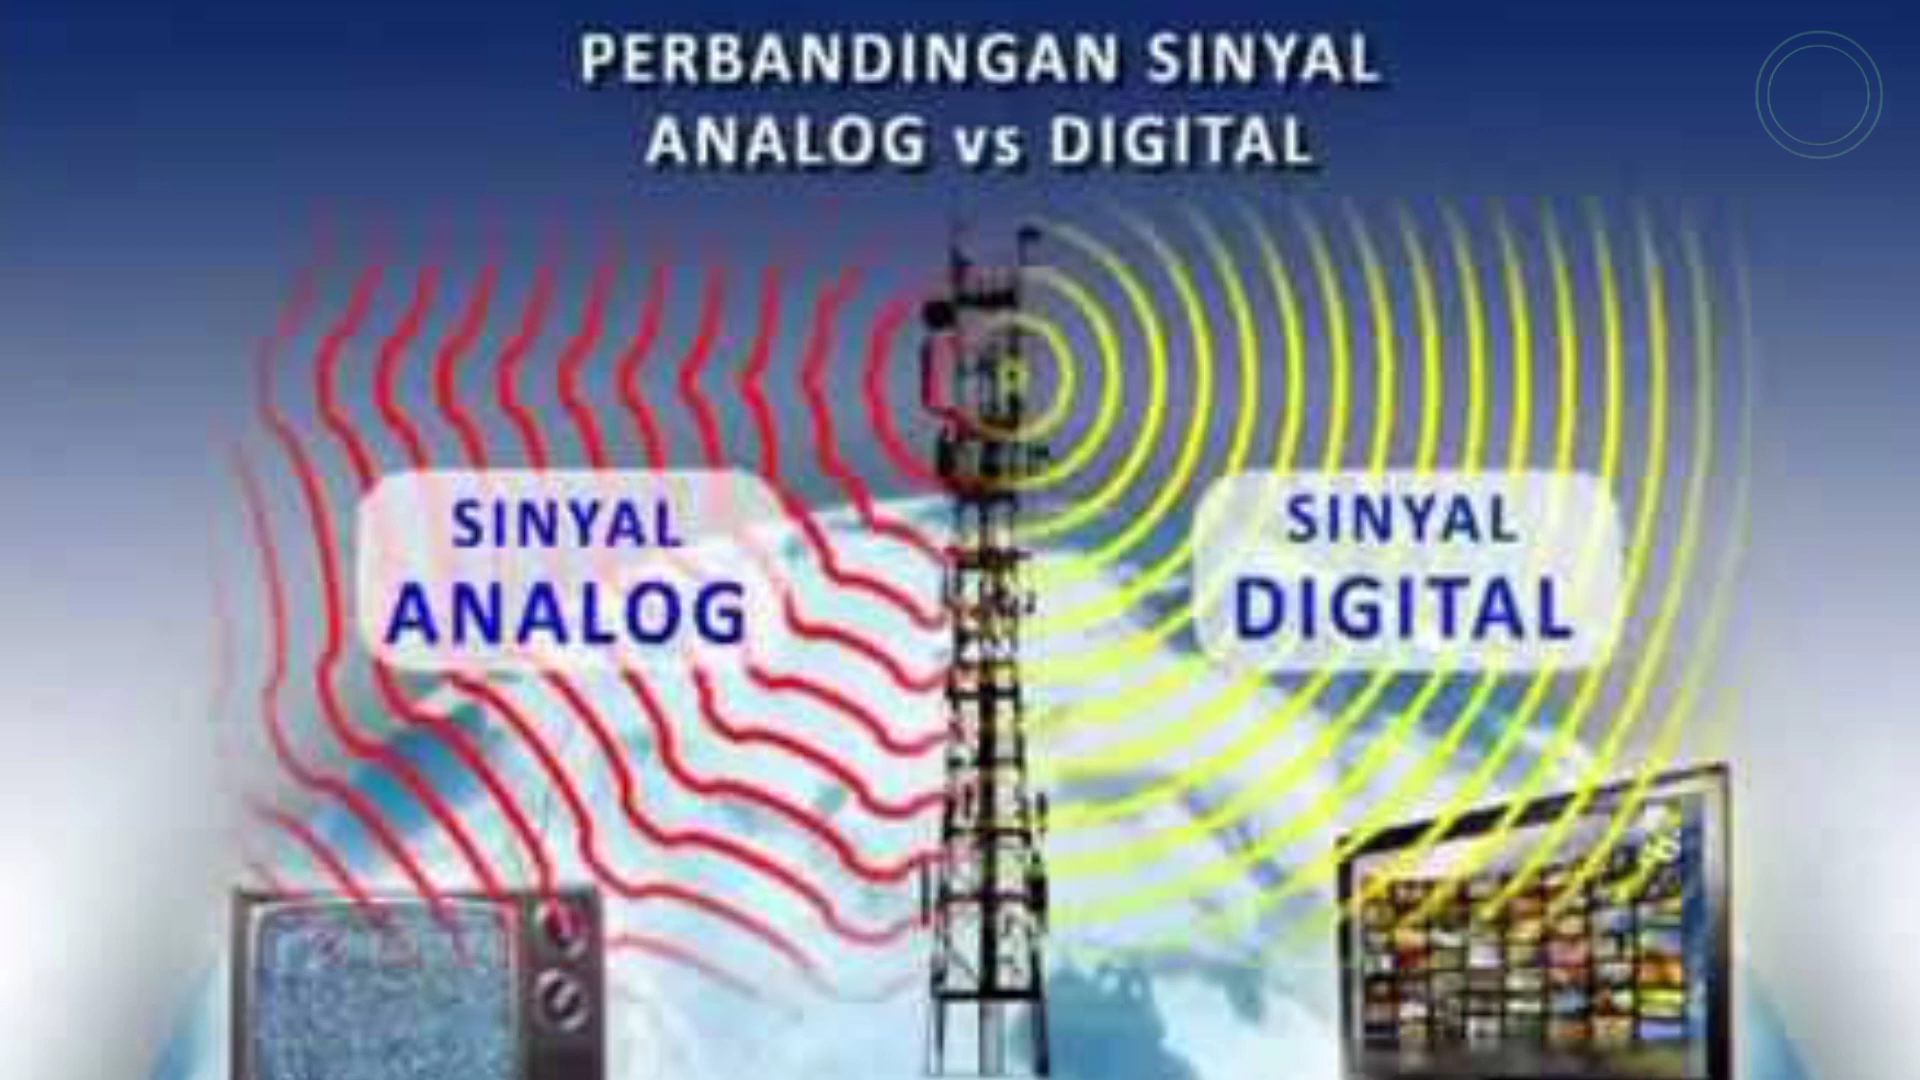 PERBANDINGAN SINYAL
ANALOG vs DIGITAL
SINYAL
ANALOG
SINYAL
DIGITAL